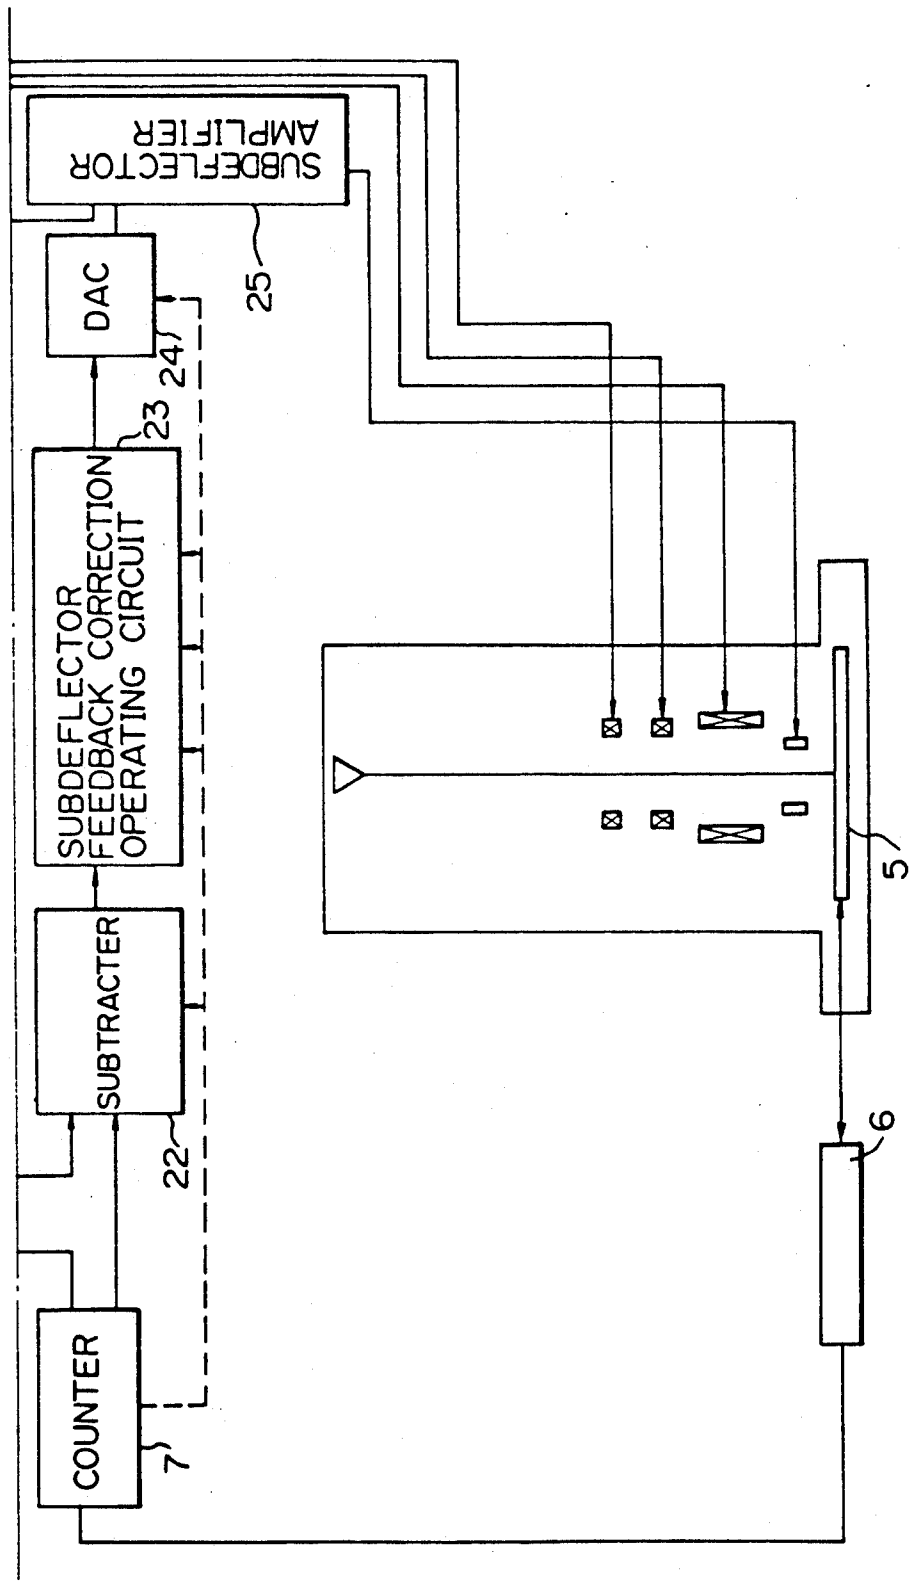 COUNTER
7
SUBTRACTER
22
SUBDEFLECTOR
FEEDBACK CORRECTION
OPERATING CIRCUIT
23
DAC
24
SUBDEFLECTOR
AMPLIFIER
25
6
5